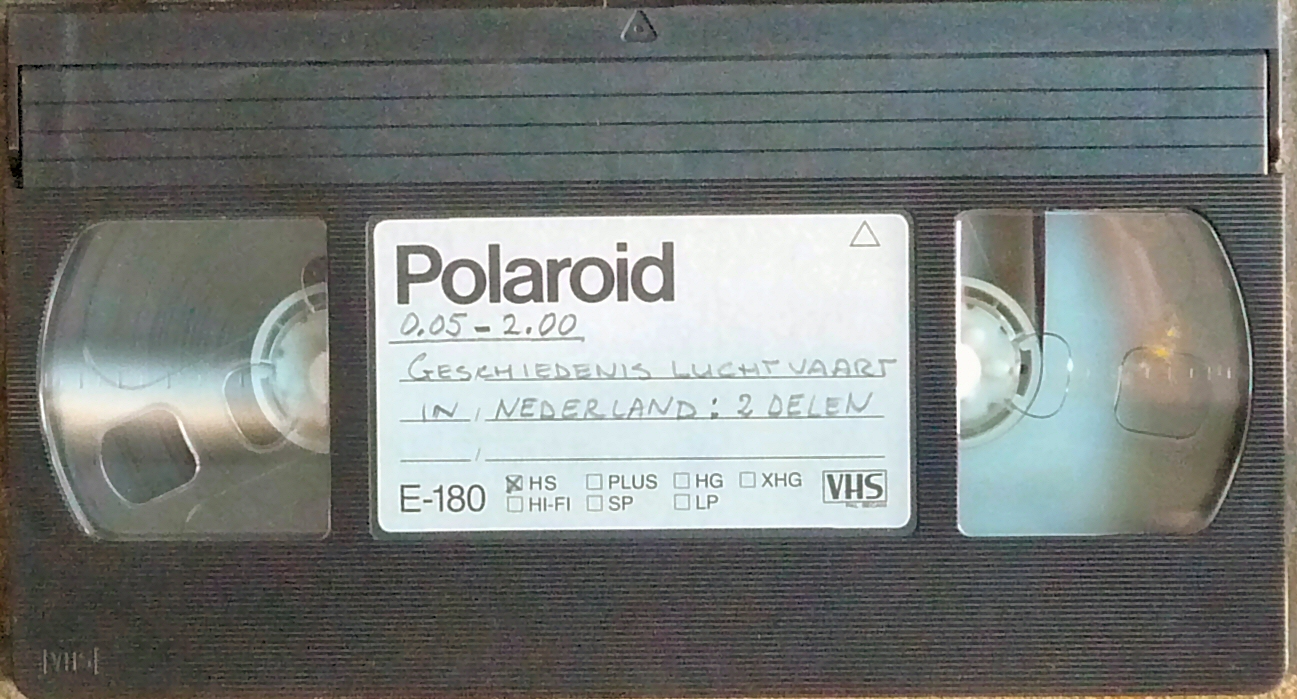 Polaroid
0.05 - 2.00
GESCHIEDENIS LUCHTVAART
IN NEDERLAND: 2 DELEN
E-180 HS PLUS HG XHG VHS
HI-FI SP LP
VHS